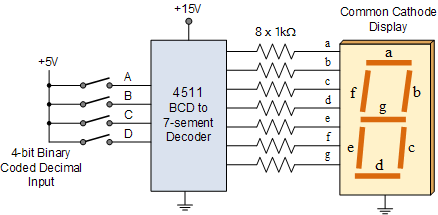 +15V
Common Cathode
Display
8 x 1kΩ
+5V
A
B
C
D
4511
BCD to
7-sement
Decoder
a
b
c
d
e
f
g
a
f
b
g
e
c
d
4-bit Binary
Coded Decimal
Input